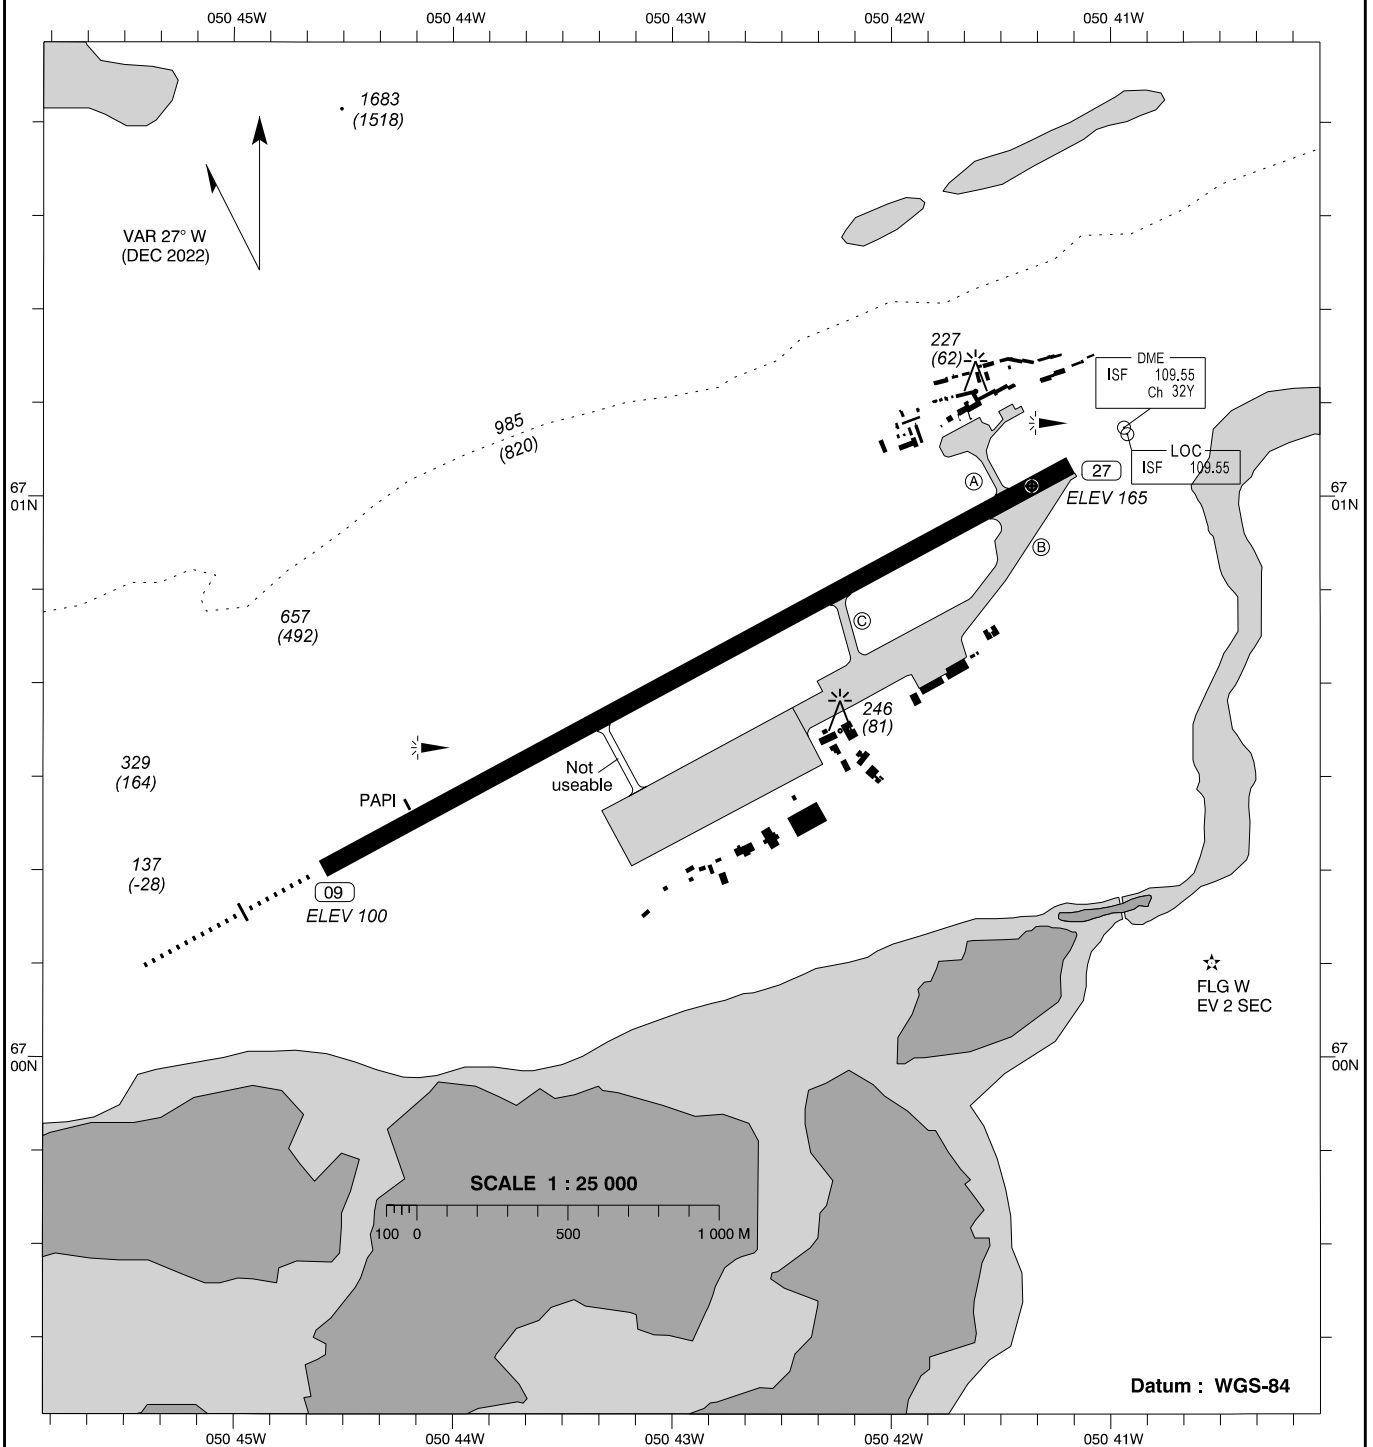 050 45W 050 44W 050 43W 050 42W 050 41W
1683
(1518)
VAR 27° W
(DEC 2022)
227
(62)
DME
ISF 109.55
Ch 32Y
985
(820)
LOC
ISF 109.55
27
ELEV 165
A
67
01N
67
01N
B
657
(492)
C
246
(81)
329
(164)
Not
useable
PAPI
137
(-28)
09
ELEV 100
FLG W
EV 2 SEC
67
00N
67
00N
SCALE 1 : 25 000
100 0 500 1 000 M
Datum : WGS-84
050 45W 050 44W 050 43W 050 42W 050 41W